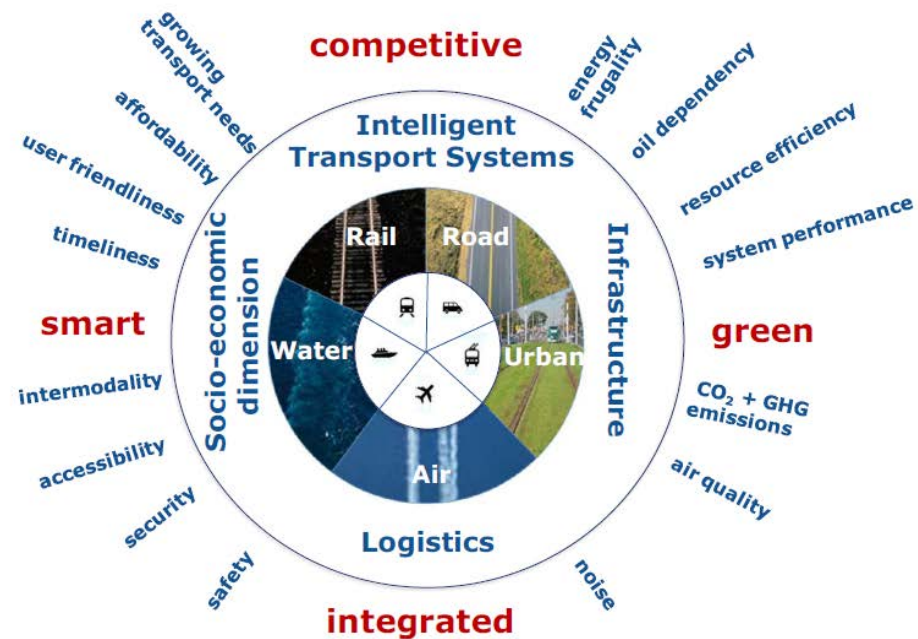 competitive
growing
transport needs
affordability
user friendliness
timeliness
smart
intermodality
accessibility
security
safety
energy
frugality
oil dependency
resource efficiency
system performance
green
CO₂ + GHG
emissions
air quality
noise
integrated
Intelligent
Transport Systems
Socio-economic
dimension
Infrastructure
Logistics
Rail
Road
Water
Urban
Air